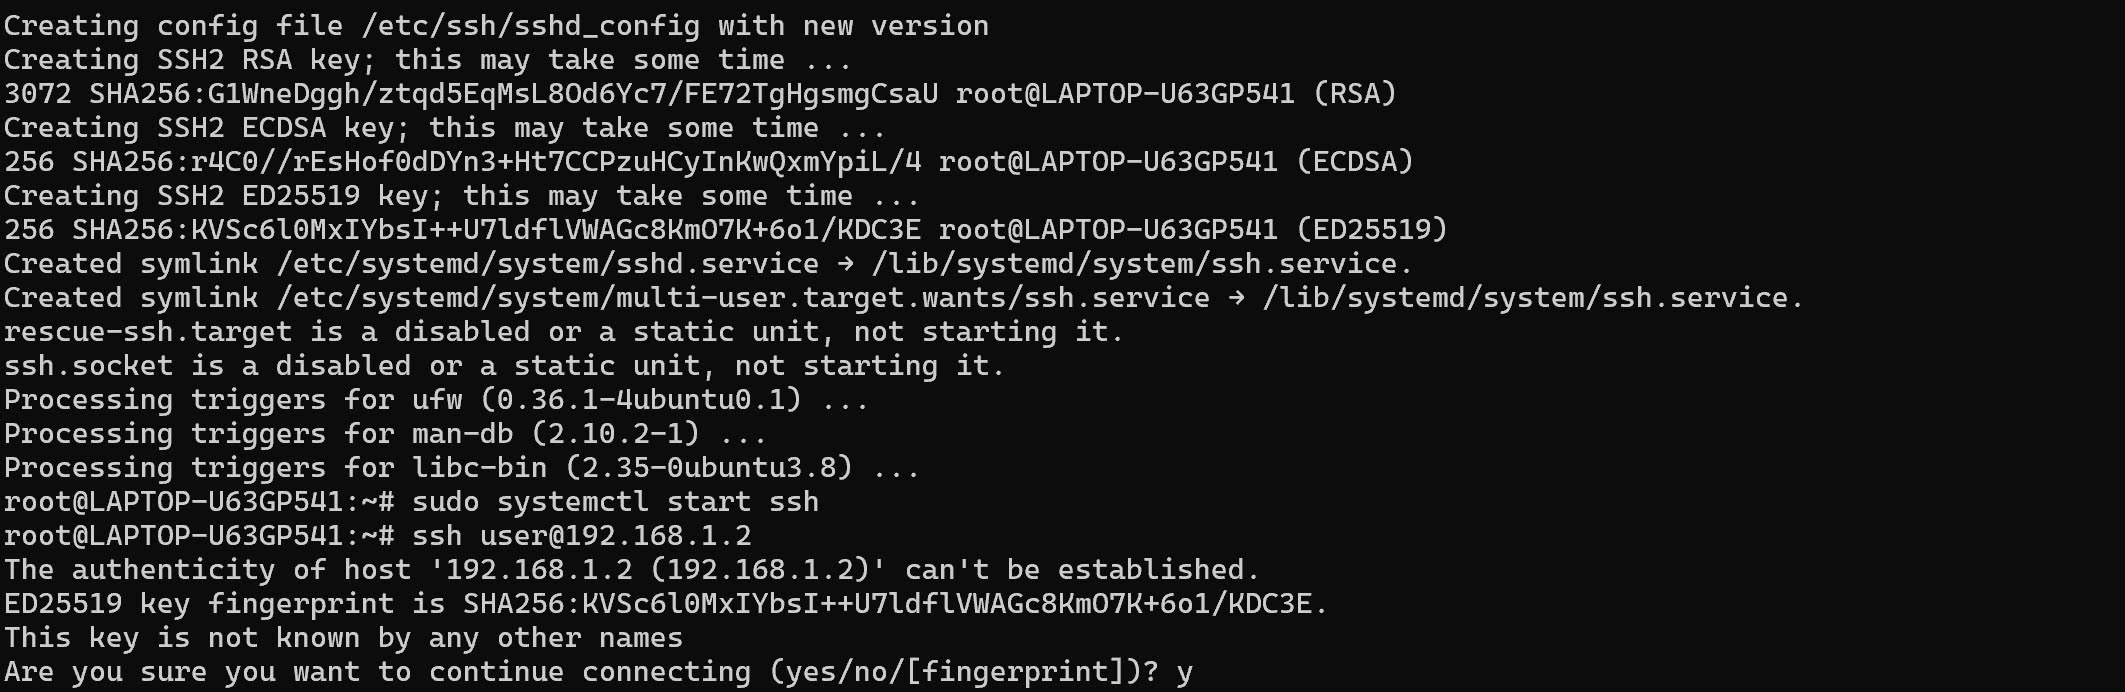 Creating config file /etc/ssh/sshd_config with new version
Creating SSH2 RSA key; this may take some time ...
3072 SHA256:G1WneDggh/ztqd5EqMsL8Od6Yc7/FE72TgHgsmgCsaU root@LAPTOP-U63GP541 (RSA)
Creating SSH2 ECDSA key; this may take some time ...
256 SHA256:r4C0//rEsHof0dDYn3+Ht7CCPzuHCyInKwQxmYpiL/4 root@LAPTOP-U63GP541 (ECDSA)
Creating SSH2 ED25519 key; this may take some time ...
256 SHA256:KVSc6l0MxIYbsI++U7ldflVWAGc8KmO7K+6o1/KDC3E root@LAPTOP-U63GP541 (ED25519)
Created symlink /etc/systemd/system/sshd.service → /lib/systemd/system/ssh.service.
Created symlink /etc/systemd/system/multi-user.target.wants/ssh.service → /lib/systemd/system/ssh.service.
rescue-ssh.target is a disabled or a static unit, not starting it.
ssh.socket is a disabled or a static unit, not starting it.
Processing triggers for ufw (0.36.1-4ubuntu0.1) ...
Processing triggers for man-db (2.10.2-1) ...
Processing triggers for libc-bin (2.35-0ubuntu3.8) ...
root@LAPTOP-U63GP541:~# sudo systemctl start ssh
root@LAPTOP-U63GP541:~# ssh user@192.168.1.2
The authenticity of host '192.168.1.2 (192.168.1.2)' can't be established.
ED25519 key fingerprint is SHA256:KVSc6l0MxIYbsI++U7ldflVWAGc8KmO7K+6o1/KDC3E.
This key is not known by any other names
Are you sure you want to continue connecting (yes/no/[fingerprint])? y